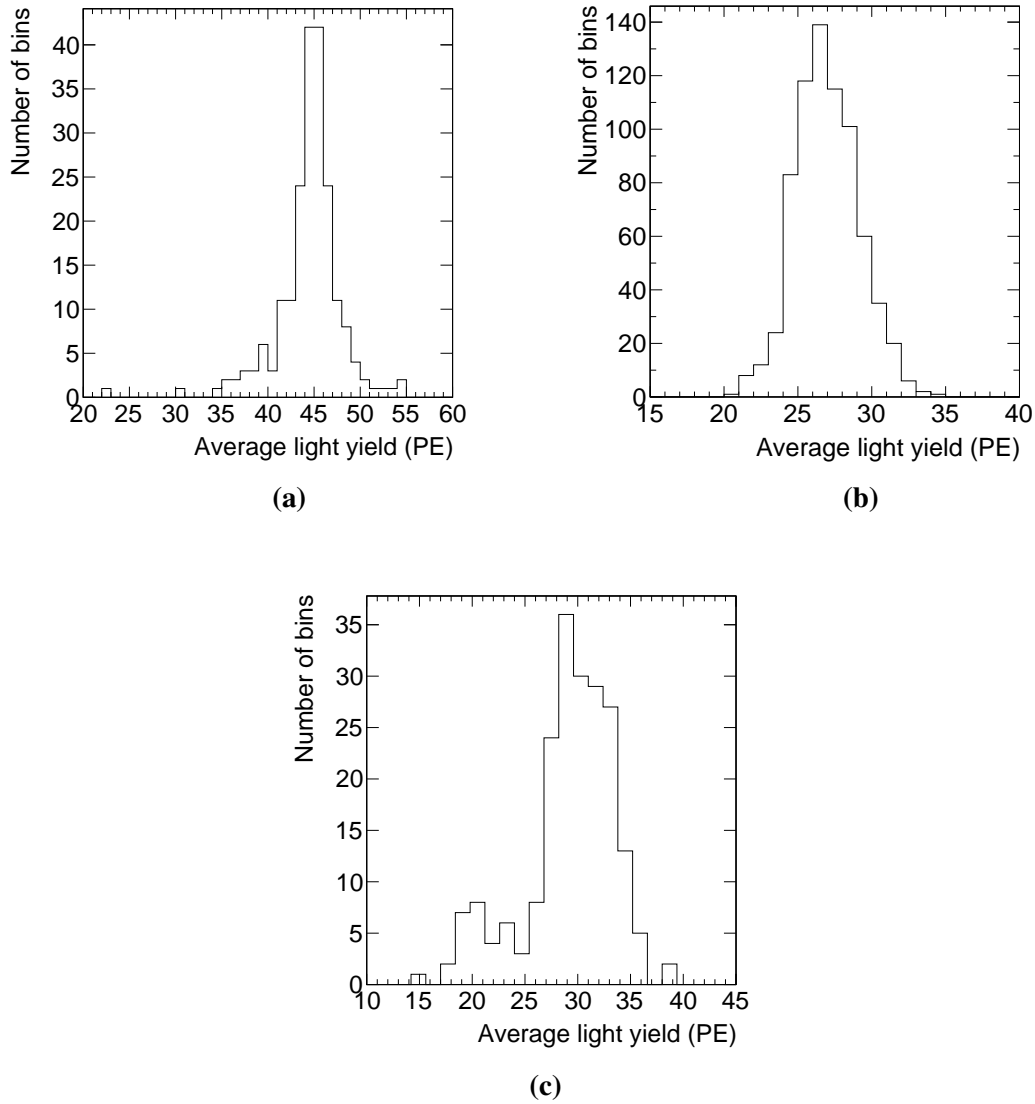 Number of bins
40
35
30
25
20
15
10
5
0
20 25 30 35 40 45 50 55 60
Average light yield (PE)
(a)
Number of bins
140
120
100
80
60
40
20
0
15 20 25 30 35 40
Average light yield (PE)
(b)
Number of bins
35
30
25
20
15
10
5
0
10 15 20 25 30 35 40 45
Average light yield (PE)
(c)